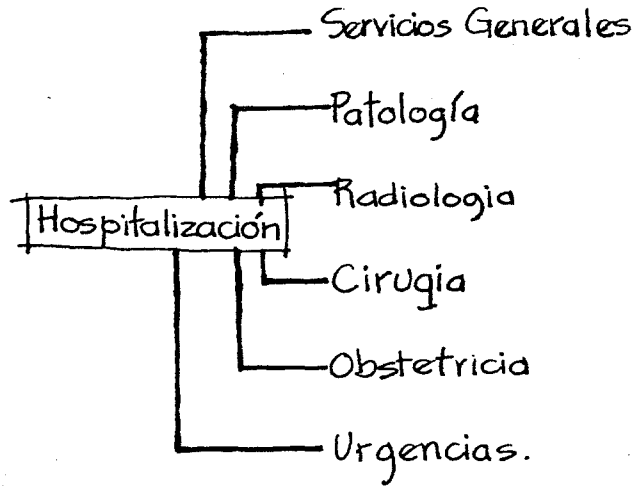 Servicios Generales
Patología
Radiologia
Hospitalización
Cirugia
Obstetricia
Urgencias.